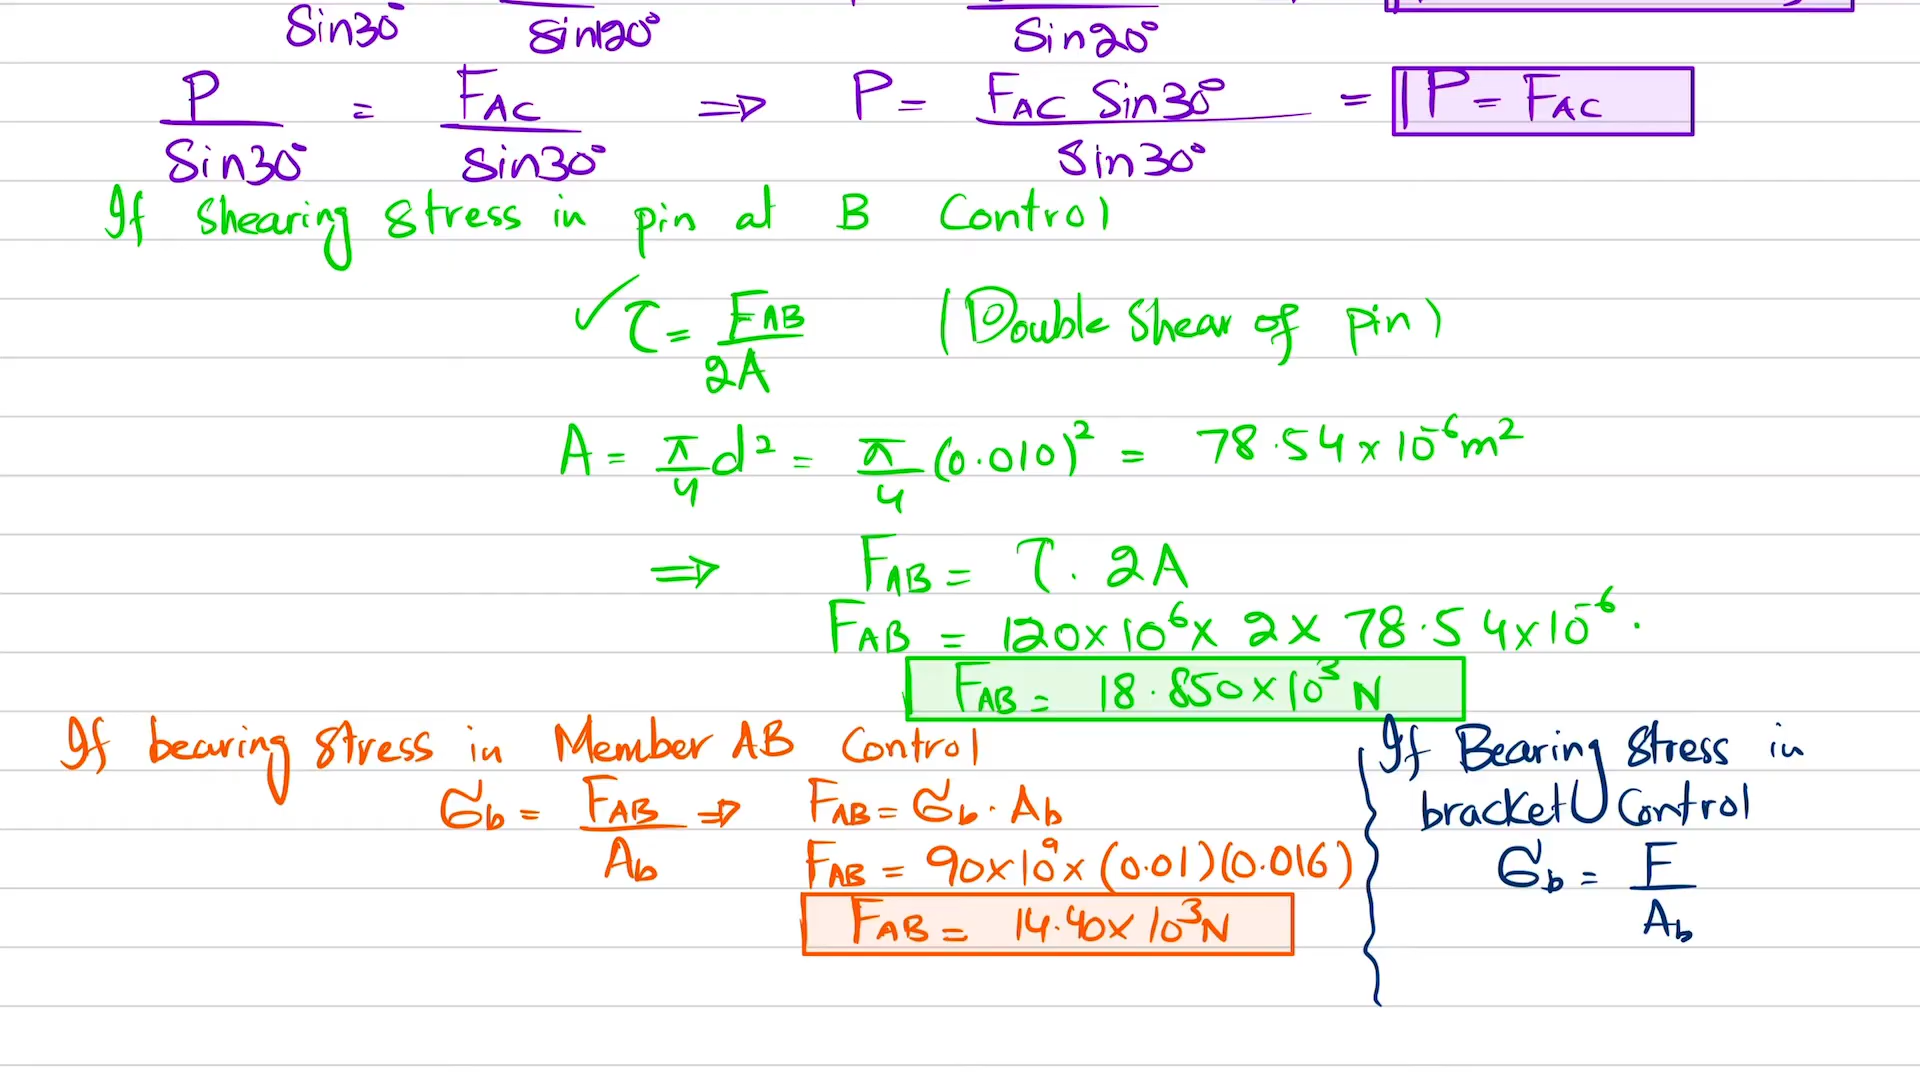 Sin30° Sin120° Sin20°
P/Sin30° = FAC/Sin30° ⇒ P = FAC Sin30°/Sin30° = P = FAC
If Shearing Stress in pin at B Control
✓ τ = FAB/2A (Double Shear of pin)
A = π/4 d² = π/4 (0.010)² = 78.54 x 10⁻⁶ m²
⇒ FAB = τ. 2A
FAB = 120 x 10⁶ x 2 x 78.54 x 10⁻⁶.
FAB = 18.850 x 10³ N
If bearing Stress in Member AB Control
σb = FAB/Ab ⇒ FAB = σb · Ab
FAB = 90 x 10⁹ x (0.01)(0.016)
FAB = 14.40 x 10³ N
If Bearing Stress in
bracket Control
σb = F/Ab